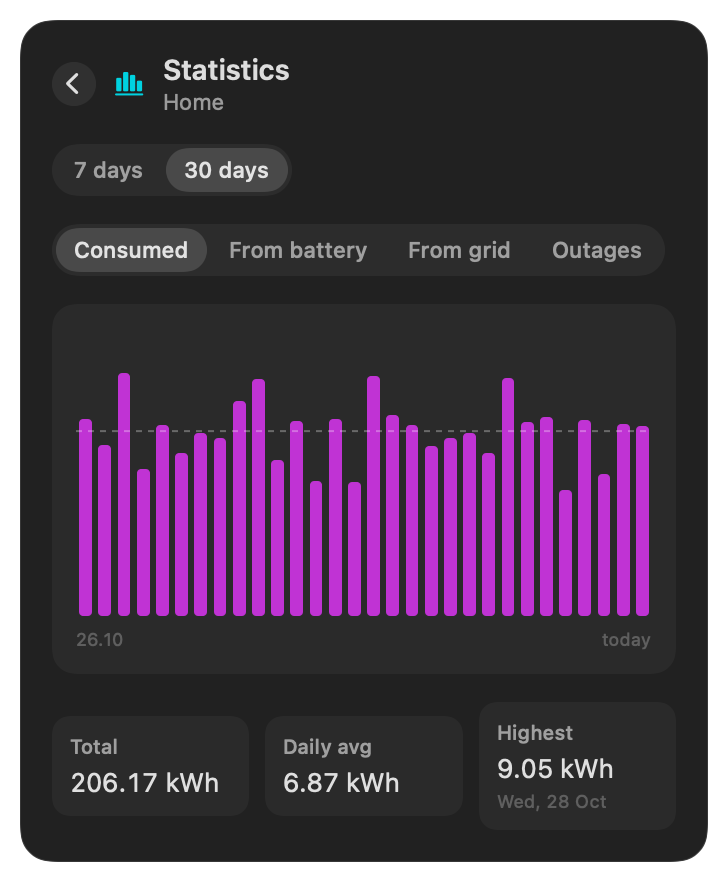 Statistics
Home
7 days 30 days
Consumed From battery From grid Outages
26.10 today
Total
206.17 kWh
Daily avg
6.87 kWh
Highest
9.05 kWh
Wed, 28 Oct